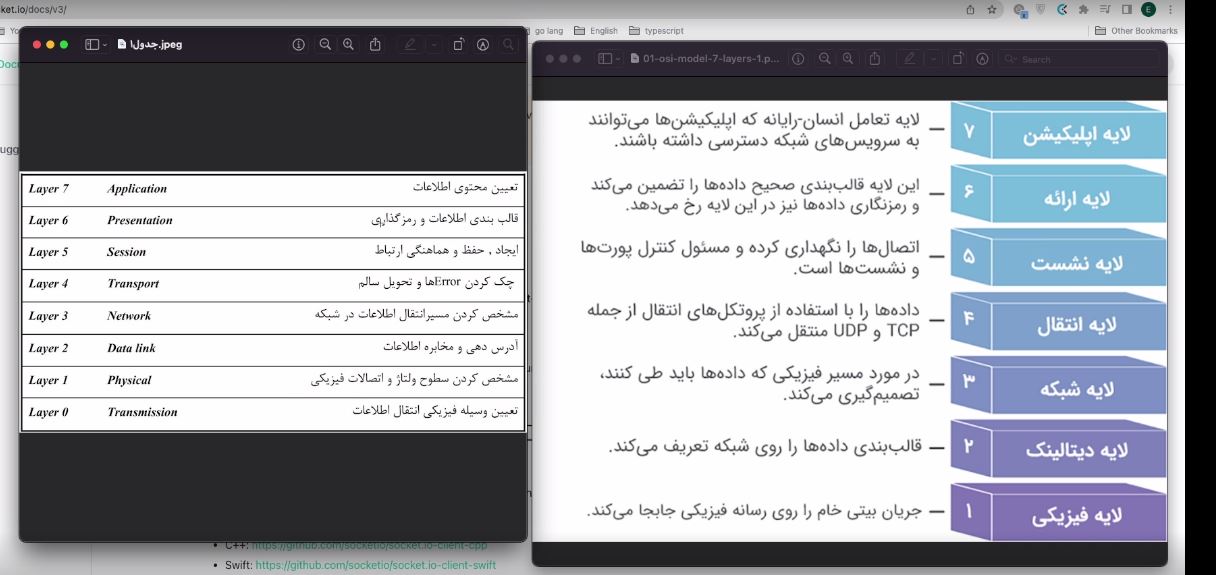 ket.io/docs/v3/
go lang
English
typescript
Other Bookmarks
جدول۱.jpeg
Layer 7 Application تعیین محتوی اطلاعات
Layer 6 Presentation قالب بندی اطلاعات و رمزگذاری
Layer 5 Session ایجاد , حفظ و هماهنگی ارتباط
Layer 4 Transport چک کردن Errorها و تحویل سالم
Layer 3 Network مشخص کردن مسیرانتقال اطلاعات در شبکه
Layer 2 Data link آدرس دهی و مخابره اطلاعات
Layer 1 Physical مشخص کردن سطوح ولتاژ و اتصالات فیزیکی
Layer 0 Transmission تعیین وسیله فیزیکی انتقال اطلاعات
01-osi-model-7-layers-1.p...
Search
لایه اپلیکیشن ۷ — لایه تعامل انسان-رایانه که اپلیکیشن‌ها می‌توانند
به سرویس‌های شبکه دسترسی داشته باشند.
لایه ارائه ۶ — این لایه قالب‌بندی صحیح داده‌ها را تضمین می‌کند
و رمزنگاری داده‌ها نیز در این لایه رخ می‌دهد.
لایه نشست ۵ — اتصال‌ها را نگهداری کرده و مسئول کنترل پورت‌ها
و نشست‌ها است.
لایه انتقال ۴ — داده‌ها را با استفاده از پروتکل‌های انتقال از جمله
TCP و UDP منتقل می‌کند.
لایه شبکه ۳ — در مورد مسیر فیزیکی که داده‌ها باید طی کنند،
تصمیم‌گیری می‌کند.
لایه دیتالینک ۲ — قالب‌بندی داده‌ها را روی شبکه تعریف می‌کند.
لایه فیزیکی ۱ — جریان بیتی خام را روی رسانه فیزیکی جابجا می‌کند.
C++: https://github.com/socketio/socket.io-client-cpp
Swift: https://github.com/socketio/socket.io-client-swift